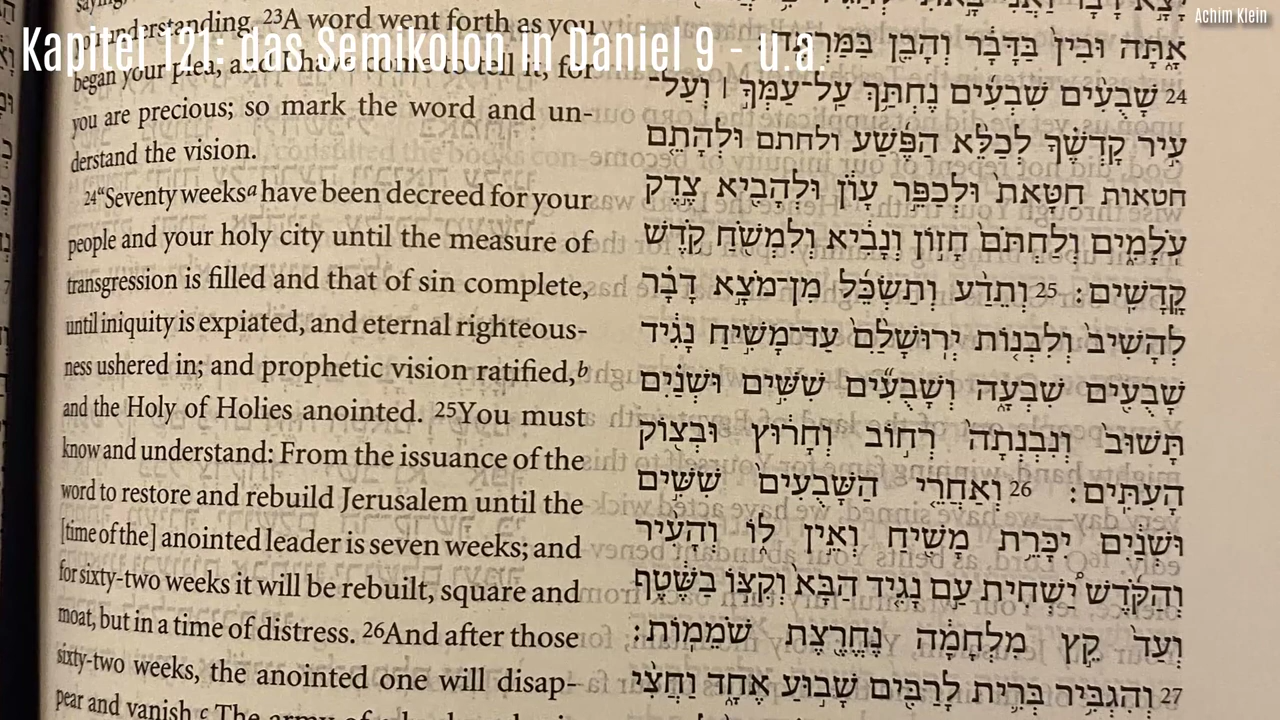 Kapitel 121: das Semikolon in Daniel 9 - u.a.
Achim Klein
understanding. 23A word went forth as you
began your plea, and I have come to tell it, for
you are precious; so mark the word and un-
derstand the vision.
24“Seventy weeksa have been decreed for your
people and your holy city until the measure of
transgression is filled and that of sin complete,
until iniquity is expiated, and eternal righteous-
ness ushered in; and prophetic vision ratified,b
and the Holy of Holies anointed. 25You must
know and understand: From the issuance of the
word to restore and rebuild Jerusalem until the
[time of the] anointed leader is seven weeks; and
for sixty-two weeks it will be rebuilt, square and
moat, but in a time of distress. 26And after those
sixty-two weeks, the anointed one will disap-
pear and vanish.c The army of
אַתָּה וּבִין֙ בַּדָּבָ֔ר וְהָבֵ֖ן בַּמַּרְאֶֽה׃
24 שָׁבֻעִ֨ים שִׁבְעִ֜ים נֶחְתַּ֥ךְ עַֽל־עַמְּךָ֣ ׀ וְעַל־
עִ֣יר קָדְשֶׁ֗ךָ לְכַלֵּ֨א הַפֶּ֜שַׁע ולחתם וּלְהָתֵ֤ם
חטאות חַטָּאת֙ וּלְכַפֵּ֣ר עָוֺ֔ן וּלְהָבִ֖יא צֶ֣דֶק
עֹֽלָמִ֑ים וְלַחְתֹּם֙ חָז֣וֹן וְנָבִ֔יא וְלִמְשֹׁ֖חַ קֹ֥דֶשׁ
קָֽדָשִֽׁים׃ 25 וְתֵדַ֨ע וְתַשְׂכֵּ֜ל מִן־מֹצָ֣א דָבָ֗ר
לְהָשִׁיב֙ וְלִבְנ֤וֹת יְרֽוּשָׁלִַ֙ם֙ עַד־מָשִׁ֣יחַ נָגִ֔יד
שָׁבֻעִ֖ים שִׁבְעָ֑ה וְשָׁבֻעִ֞ים שִׁשִּׁ֣ים וּשְׁנַ֗יִם
תָּשׁוּב֙ וְנִבְנְתָה֙ רְח֣וֹב וְחָר֔וּץ וּבְצ֖וֹק
הָעִתִּֽים׃ 26 וְאַחֲרֵ֤י הַשָּׁבֻעִים֙ שִׁשִּׁ֣ים
וּשְׁנַ֔יִם יִכָּרֵ֥ת מָשִׁ֖יחַ וְאֵ֣ין ל֑וֹ וְהָעִ֨יר
וְהַקֹּ֜דֶשׁ יַ֠שְׁחִית עַ֣ם נָגִ֤יד הַבָּא֙ וְקִצּ֣וֹ בַשֶּׁ֔טֶף
וְעַד֙ קֵ֣ץ מִלְחָמָ֔ה נֶחֱרֶ֖צֶת שֹׁמֵמֽוֹת׃
27 וְהִגְבִּ֥יר בְּרִ֛ית לָרַבִּ֖ים שָׁב֣וּעַ אֶחָ֑ד וַחֲצִ֨י